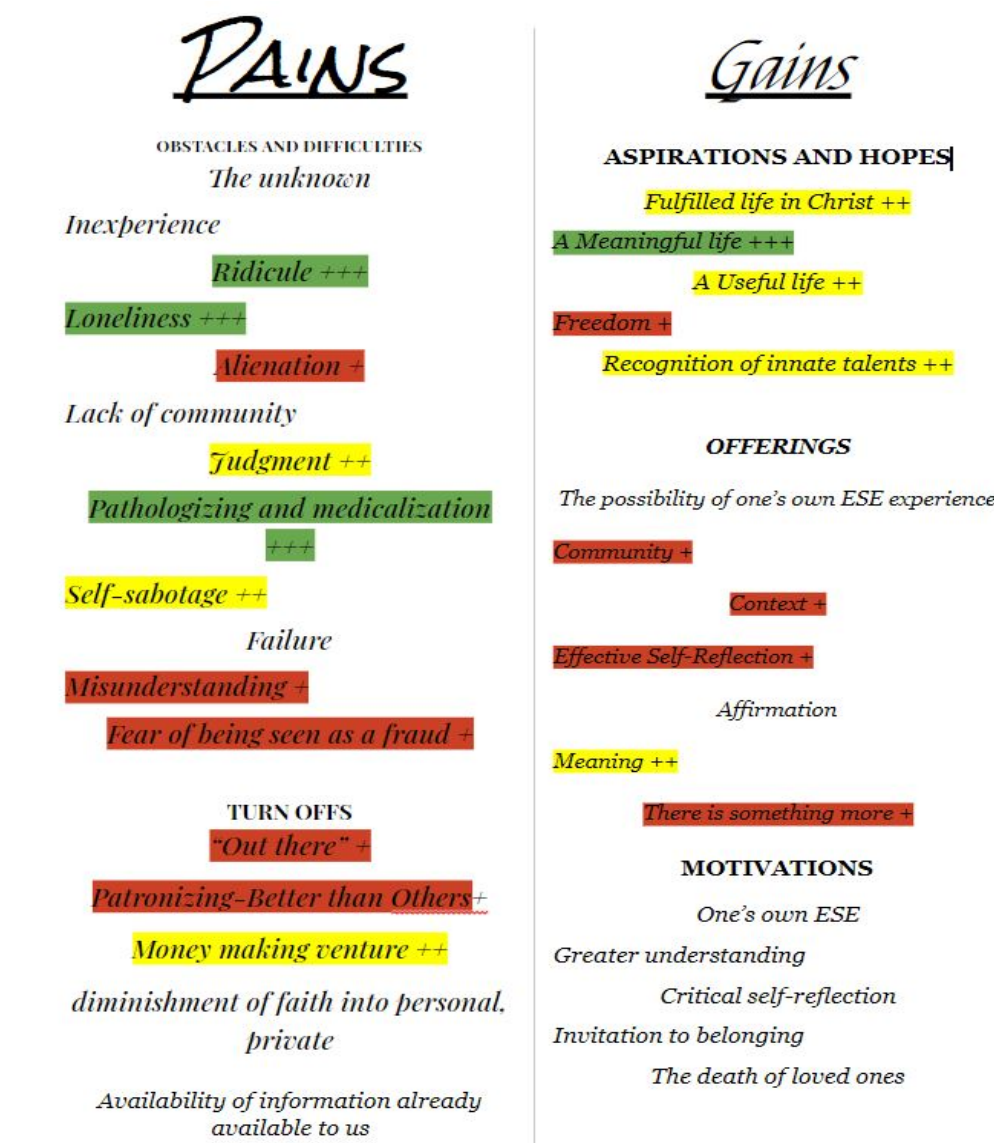 Pains
OBSTACLES AND DIFFICULTIES
The unknown
Inexperience
Ridicule +++
Loneliness +++
Alienation +
Lack of community
Judgment ++
Pathologizing and medicalization
+++
Self-sabotage ++
Failure
Misunderstanding +
Fear of being seen as a fraud +
TURN OFFS
“Out there” +
Patronizing-Better than Others+
Money making venture ++
diminishment of faith into personal,
private
Availability of information already
available to us
Gains
ASPIRATIONS AND HOPES
Fulfilled life in Christ ++
A Meaningful life +++
A Useful life ++
Freedom +
Recognition of innate talents ++
OFFERINGS
The possibility of one’s own ESE experience
Community +
Context +
Effective Self-Reflection +
Affirmation
Meaning ++
There is something more +
MOTIVATIONS
One’s own ESE
Greater understanding
Critical self-reflection
Invitation to belonging
The death of loved ones